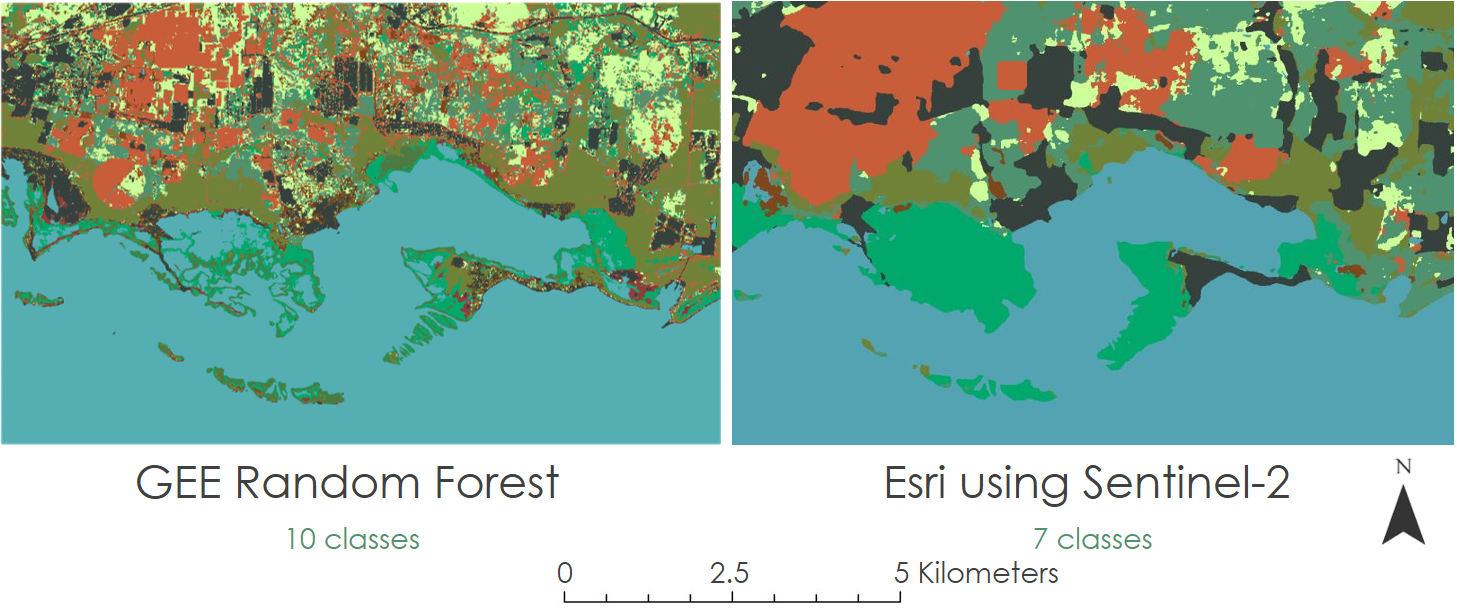 GEE Random Forest
Esri using Sentinel-2
N
10 classes
7 classes
0 2.5 5 Kilometers